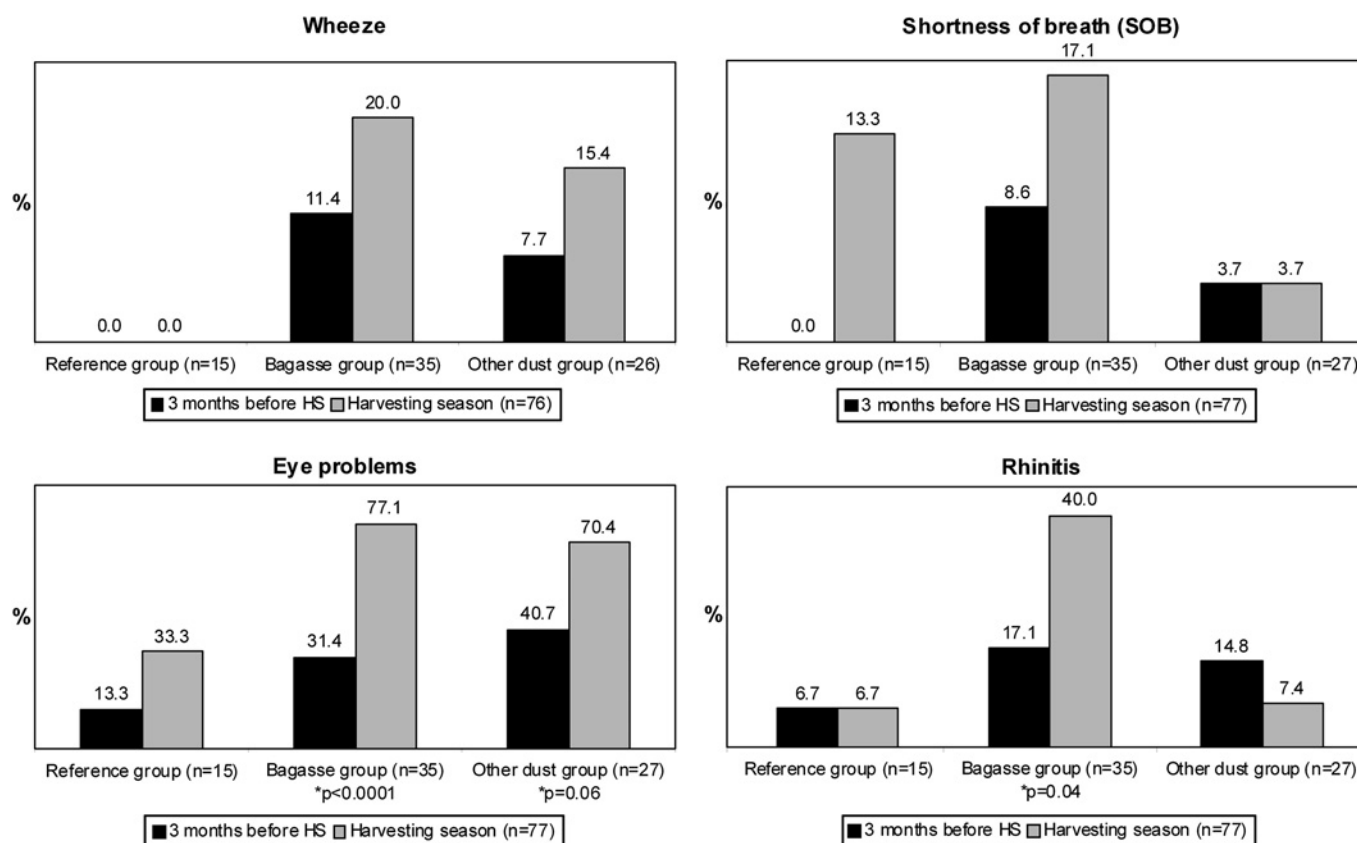 Wheeze
20.0
15.4
11.4
7.7
%
0.0 0.0
Reference group (n=15) Bagasse group (n=35) Other dust group (n=26)
3 months before HS Harvesting season (n=76)
Shortness of breath (SOB)
17.1
13.3
8.6
%
3.7 3.7
0.0
Reference group (n=15) Bagasse group (n=35) Other dust group (n=27)
3 months before HS Harvesting season (n=77)
Eye problems
77.1
70.4
40.7
33.3 31.4
%
13.3
Reference group (n=15) Bagasse group (n=35) Other dust group (n=27)
*p<0.0001 *p=0.06
3 months before HS Harvesting season (n=77)
Rhinitis
40.0
%
17.1 14.8
6.7 6.7 7.4
Reference group (n=15) Bagasse group (n=35) Other dust group (n=27)
*p=0.04
3 months before HS Harvesting season (n=77)